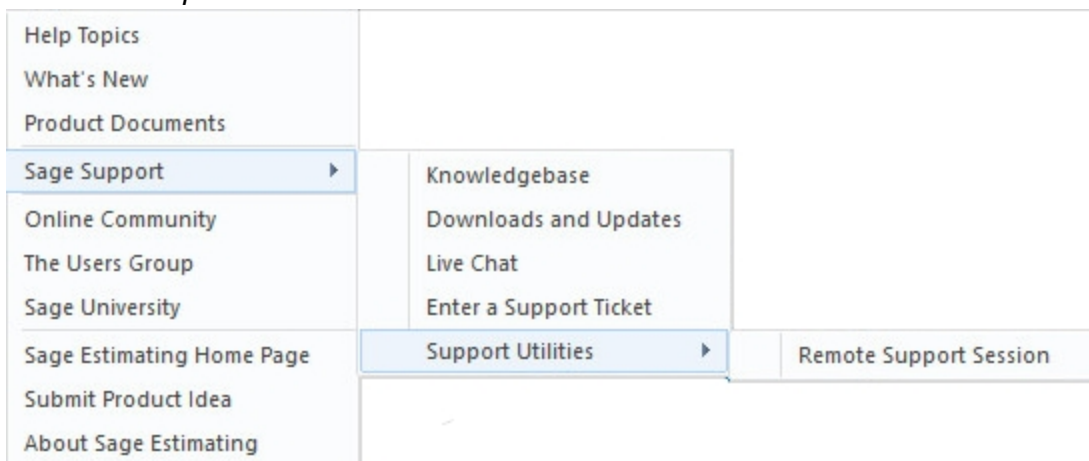 Help Topics
What's New
Product Documents
Sage Support
Knowledgebase
Downloads and Updates
Live Chat
Enter a Support Ticket
Support Utilities
Remote Support Session
Online Community
The Users Group
Sage University
Sage Estimating Home Page
Submit Product Idea
About Sage Estimating